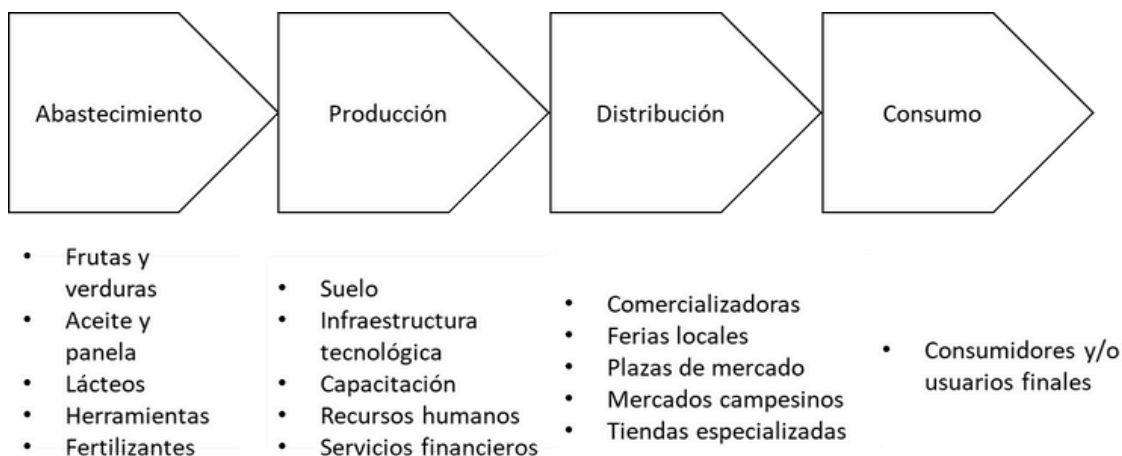 Abastecimiento
Producción
Distribución
Consumo
• Frutas y
verduras
• Aceite y
panela
• Lácteos
• Herramientas
• Fertilizantes
• Suelo
• Infraestructura
tecnológica
• Capacitación
• Recursos humanos
• Servicios financieros
• Comercializadoras
• Ferias locales
• Plazas de mercado
• Mercados campesinos
• Tiendas especializadas
• Consumidores y/o
usuarios finales